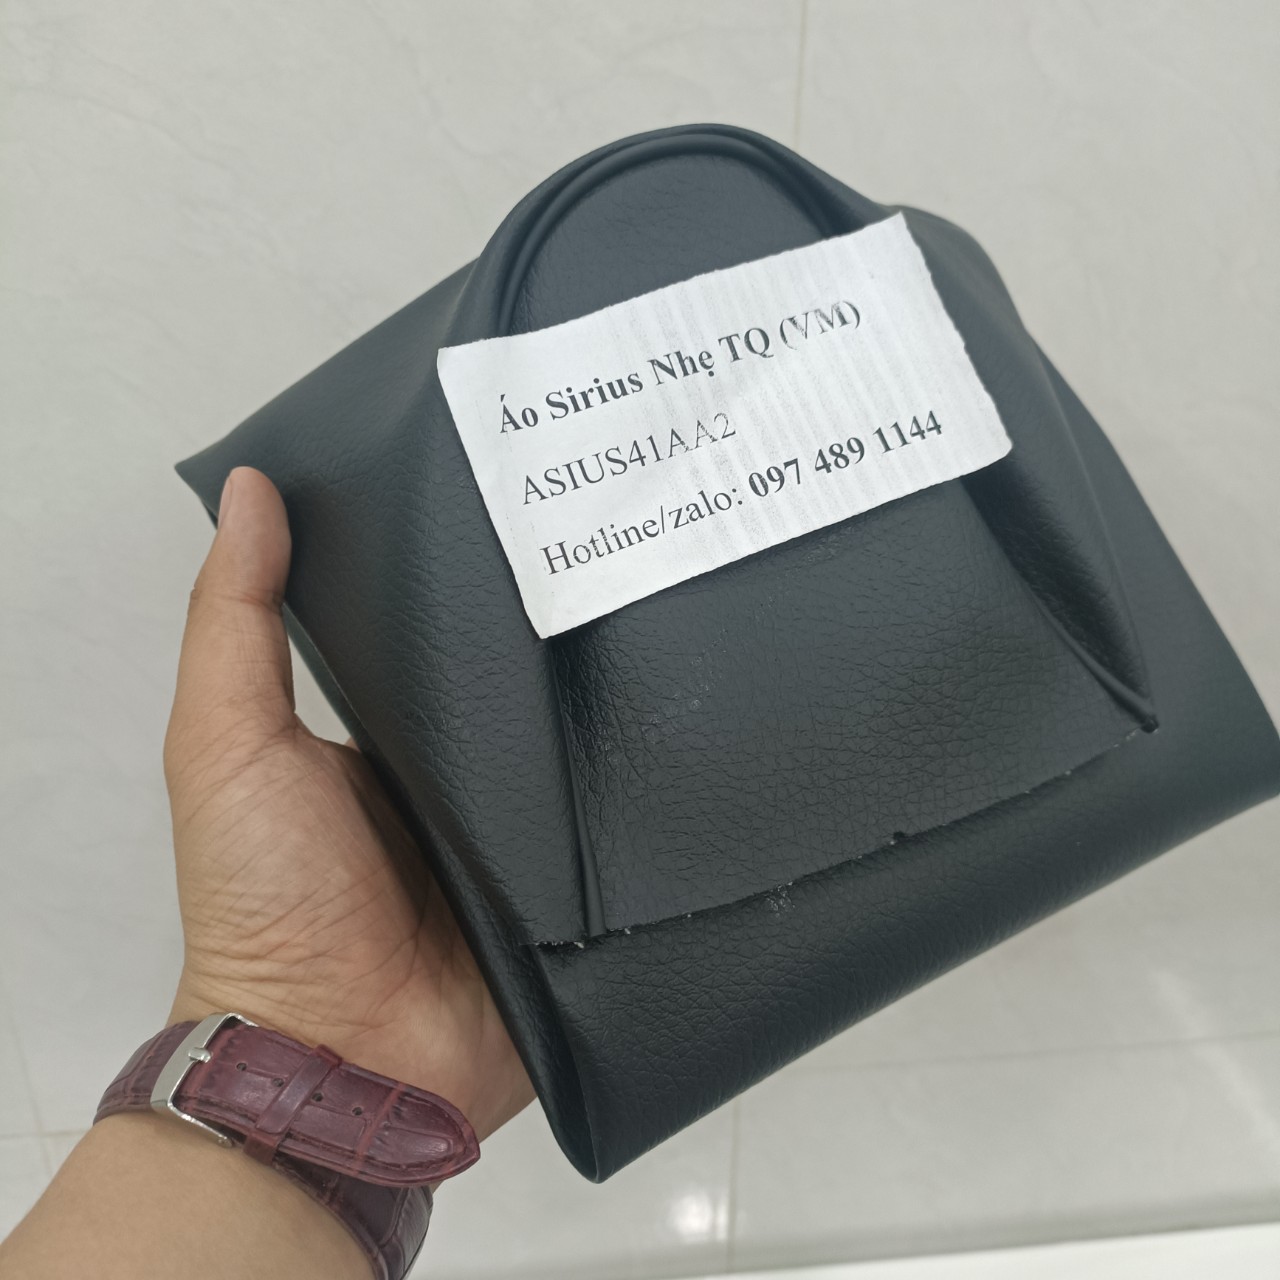 Áo Sirius Nhẹ TQ (VM)
ASIUS41AA2
Hotline/zalo: 097 489 1144